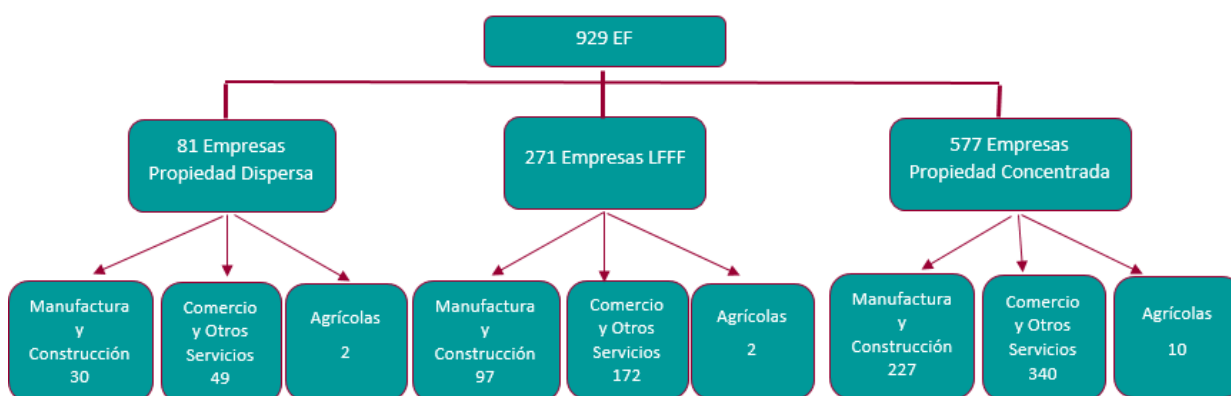 929 EF
81 Empresas
Propiedad Dispersa
271 Empresas LFFF
577 Empresas
Propiedad Concentrada
Manufactura
y
Construcción
30
Comercio
y Otros
Servicios
49
Agrícolas
2
Manufactura
y
Construcción
97
Comercio
y Otros
Servicios
172
Agrícolas
2
Manufactura
y
Construcción
227
Comercio
y Otros
Servicios
340
Agrícolas
10